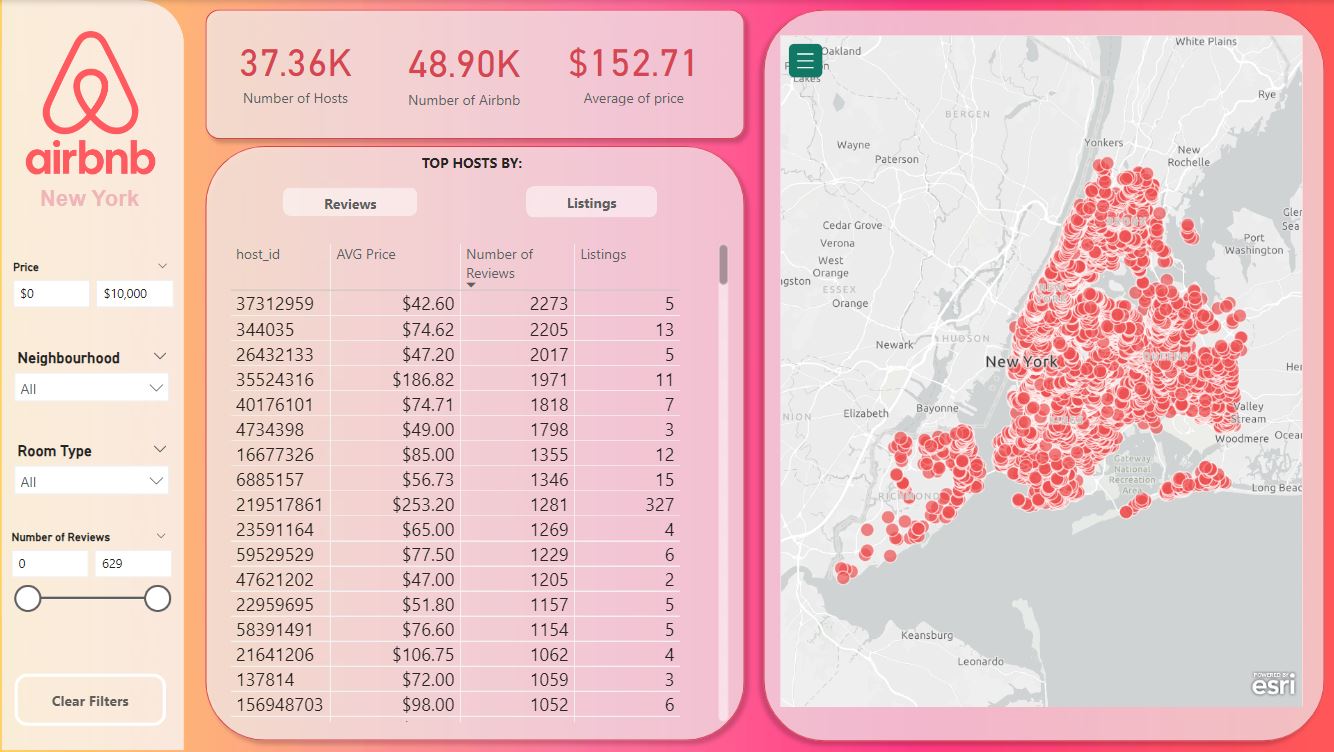 airbnb
New York
Price
$0 $10,000
Neighbourhood
All
Room Type
All
Number of Reviews
0 629
Clear Filters
37.36K 48.90K $152.71
Number of Hosts Number of Airbnb Average of price
TOP HOSTS BY:
Reviews Listings
host_id AVG Price Number of Reviews Listings
37312959 $42.60 2273 5
344035 $74.62 2205 13
26432133 $47.20 2017 5
35524316 $186.82 1971 11
40176101 $74.71 1818 7
4734398 $49.00 1798 3
16677326 $85.00 1355 12
6885157 $56.73 1346 15
219517861 $253.20 1281 327
23591164 $65.00 1269 4
59529529 $77.50 1229 6
47621202 $47.00 1205 2
22959695 $51.80 1157 5
58391491 $76.60 1154 5
21641206 $106.75 1062 4
137814 $72.00 1059 3
156948703 $98.00 1052 6
White Plains
Oakland
Lakes
Rye
BERGEN
Yonkers
Wayne
New
Rochelle
Paterson
Cedar Grove
Verona
West
Orange
Port
Washington
ESSEX
Orange
HUDSON
Newark
New York
Elizabeth
Bayonne
Valley
Stream
Woodmere
Gateway
National
Recreation
Area
Long Beac
RICHMOND
Keansburg
Leonardo
POWERED BY
esri